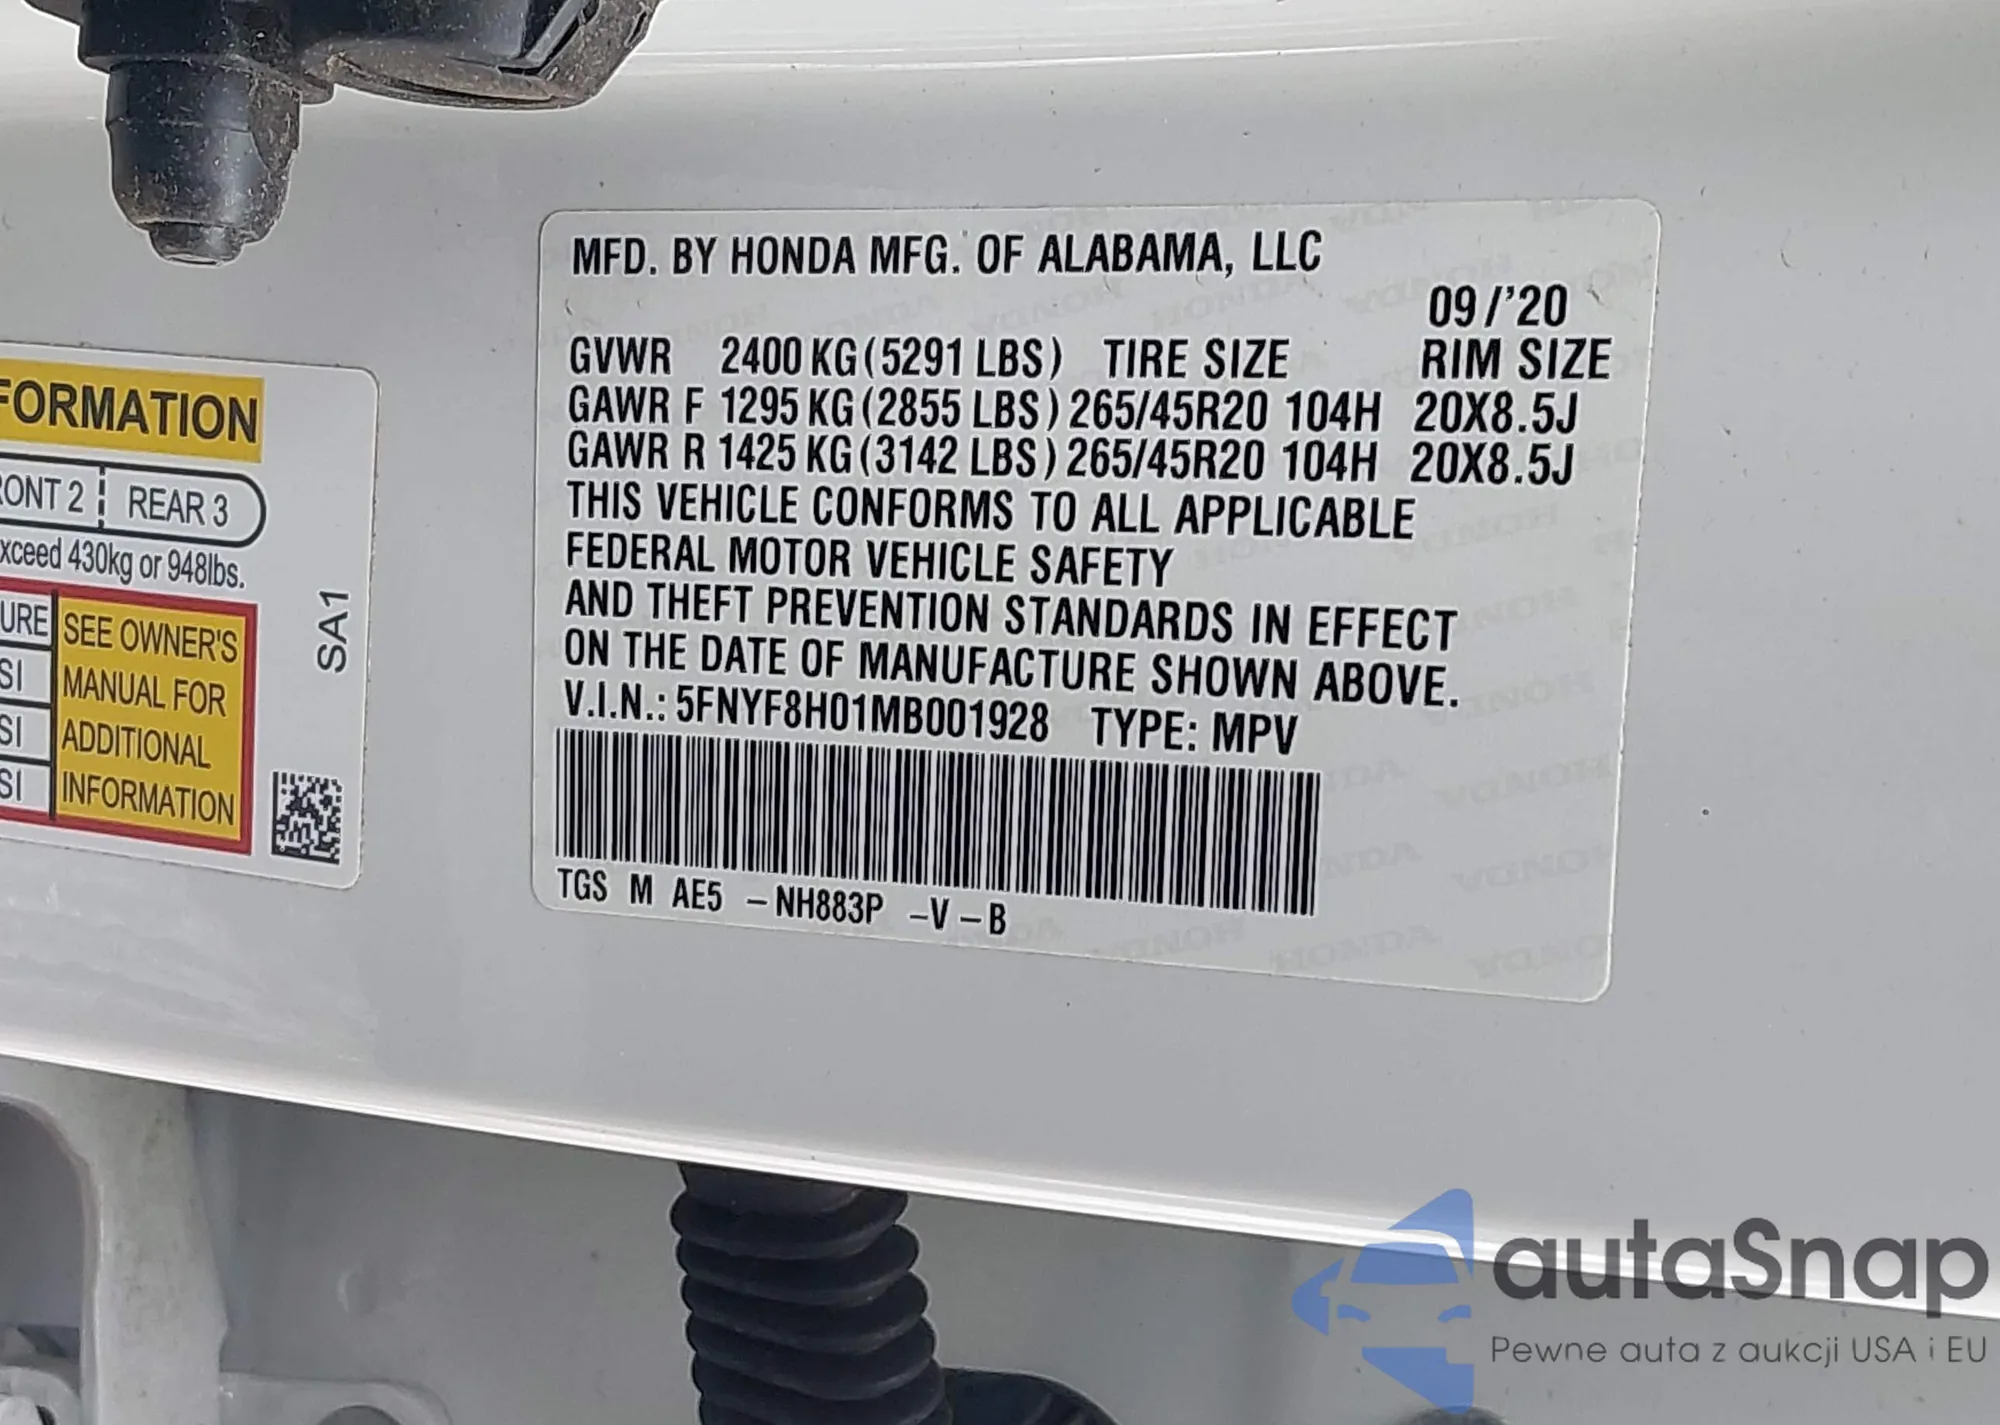 MFD. BY HONDA MFG. OF ALABAMA, LLC
09/'20
GVWR 2400 KG (5291 LBS) TIRE SIZE RIM SIZE
GAWR F 1295 KG (2855 LBS) 265/45R20 104H 20X8.5J
GAWR R 1425 KG (3142 LBS) 265/45R20 104H 20X8.5J
THIS VEHICLE CONFORMS TO ALL APPLICABLE
FEDERAL MOTOR VEHICLE SAFETY
AND THEFT PREVENTION STANDARDS IN EFFECT
ON THE DATE OF MANUFACTURE SHOWN ABOVE.
V.I.N.: 5FNYF8H01MB001928 TYPE: MPV
TGS M AE5 -NH883P -V-B
FORMATION
RONT 2 REAR 3
xceed 430kg or 948lbs.
URE
SI
SI
SI
SEE OWNER'S
MANUAL FOR
ADDITIONAL
INFORMATION
SA1
autaSnap
Pewne auta z aukcji USA i EU